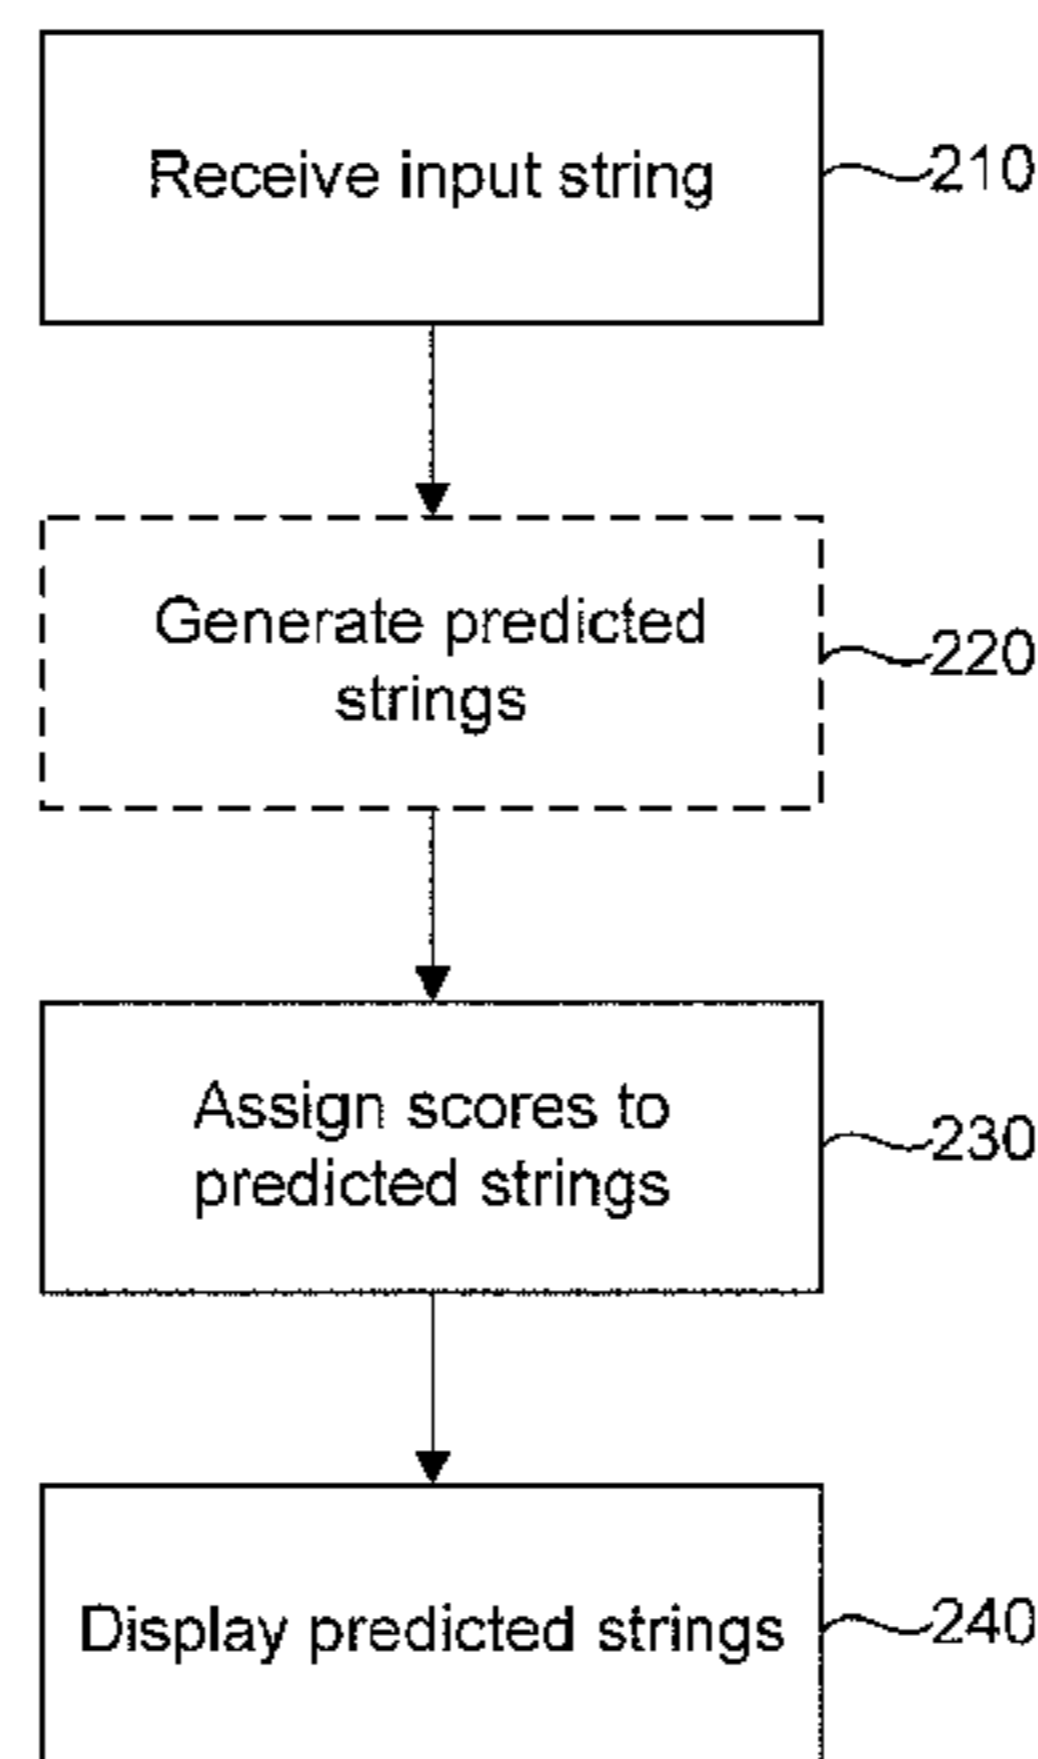 Receive input string
210
Generate predicted
strings
220
Assign scores to
predicted strings
230
Display predicted strings
240